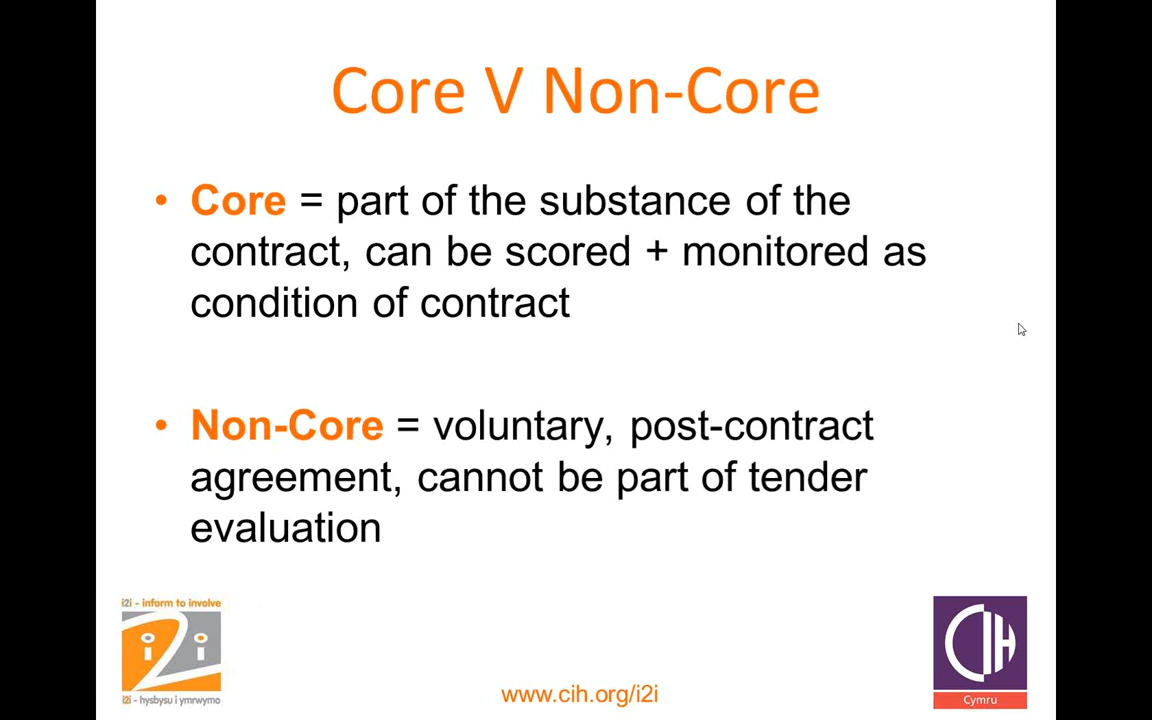 Core V Non-Core
• Core = part of the substance of the
contract, can be scored + monitored as
condition of contract
• Non-Core = voluntary, post-contract
agreement, cannot be part of tender
evaluation
i2i - inform to involve
i2i
i2i - hysbysu i ymrwymo
www.cih.org/i2i
CIH
Cymru